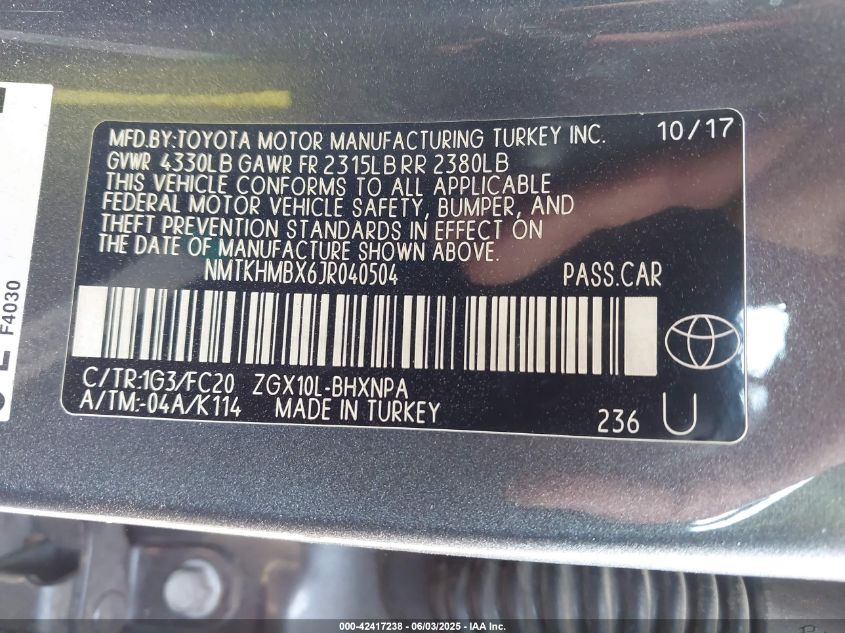 MFD.BY:TOYOTA MOTOR MANUFACTURING TURKEY INC. 10/17
GVWR 4330LB GAWR FR 2315LB RR 2380LB
THIS VEHICLE CONFORMS TO ALL APPLICABLE
FEDERAL MOTOR VEHICLE SAFETY, BUMPER, AND
THEFT PREVENTION STANDARDS IN EFFECT ON
THE DATE OF MANUFACTURE SHOWN ABOVE.
NMTKHMBX6JR040504 PASS.CAR
C/TR:1G3/FC20 ZGX10L-BHXNPA
A/TM:-04A/K114 MADE IN TURKEY
236 U
F4030
000-42417238 - 06/03/2025 - IAA Inc.